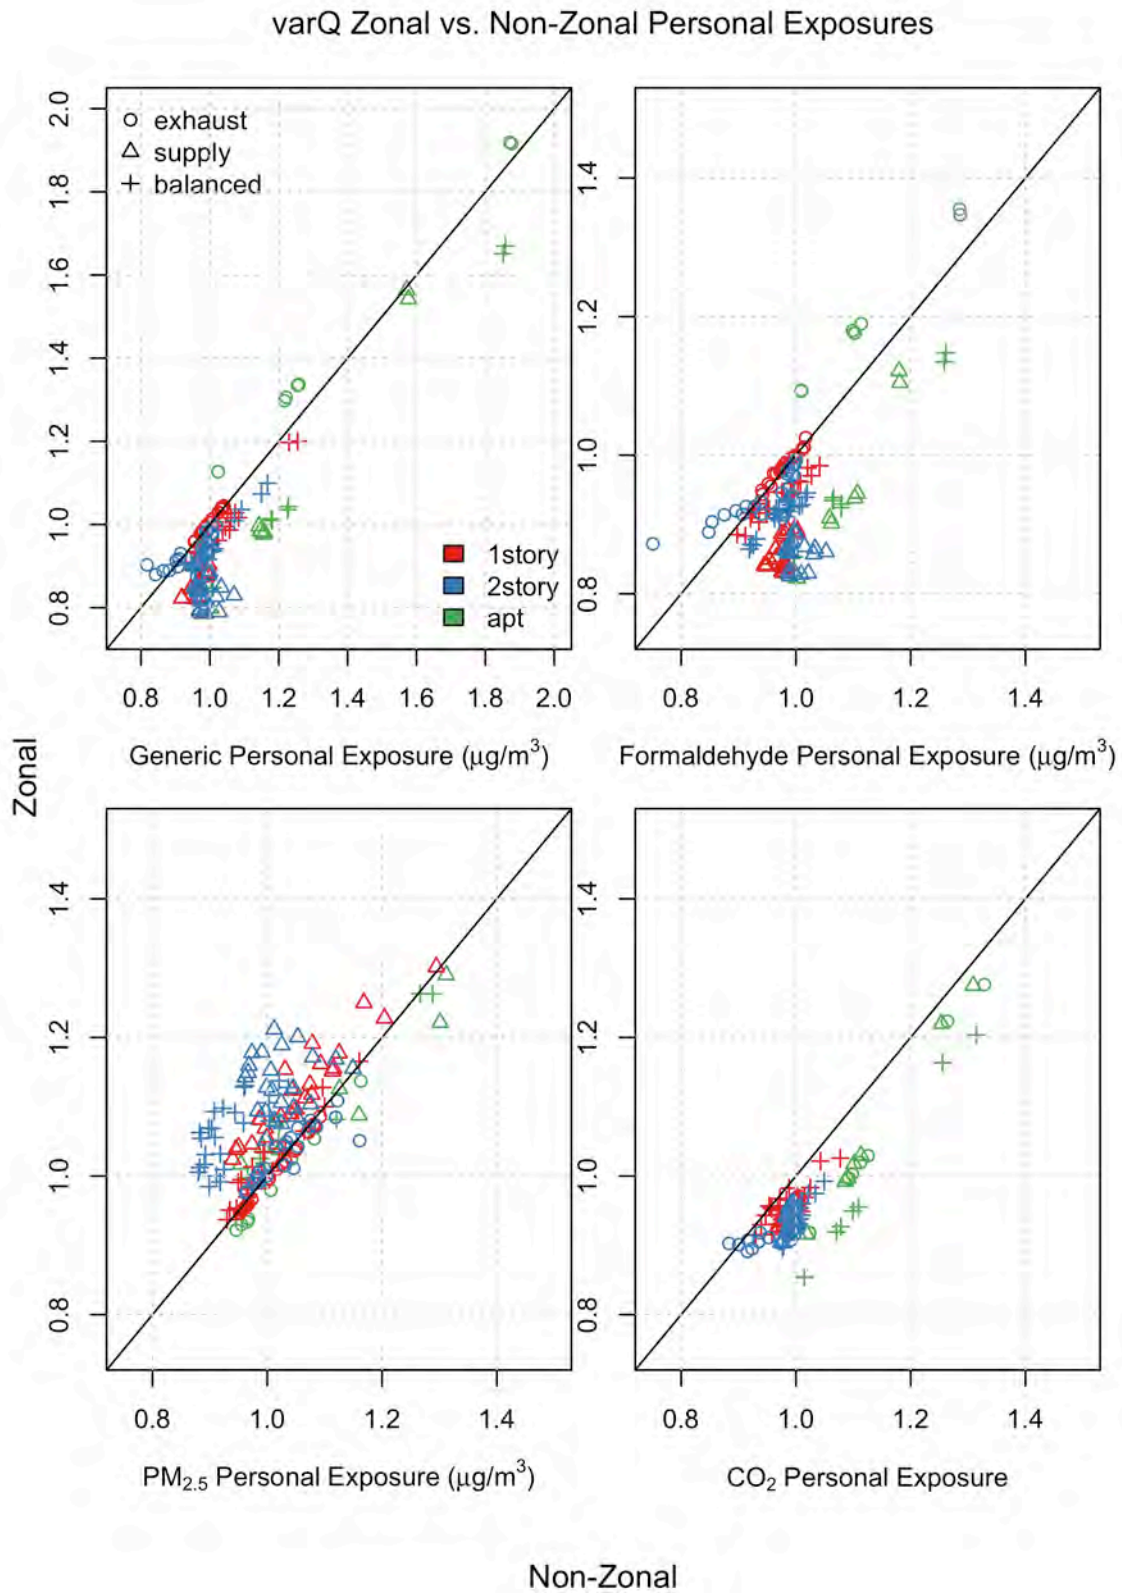 varQ Zonal vs. Non-Zonal Personal Exposures
exhaust
supply
balanced
1story
2story
apt
2.0
1.8
1.6
1.4
1.2
1.0
0.8
0.8 1.0 1.2 1.4 1.6 1.8 2.0
Generic Personal Exposure (μg/m³)
1.4
1.2
1.0
0.8
0.8 1.0 1.2 1.4
Formaldehyde Personal Exposure (μg/m³)
Zonal
1.4
1.2
1.0
0.8
0.8 1.0 1.2 1.4
PM₂.₅ Personal Exposure (μg/m³)
1.4
1.2
1.0
0.8
0.8 1.0 1.2 1.4
CO₂ Personal Exposure
Non-Zonal